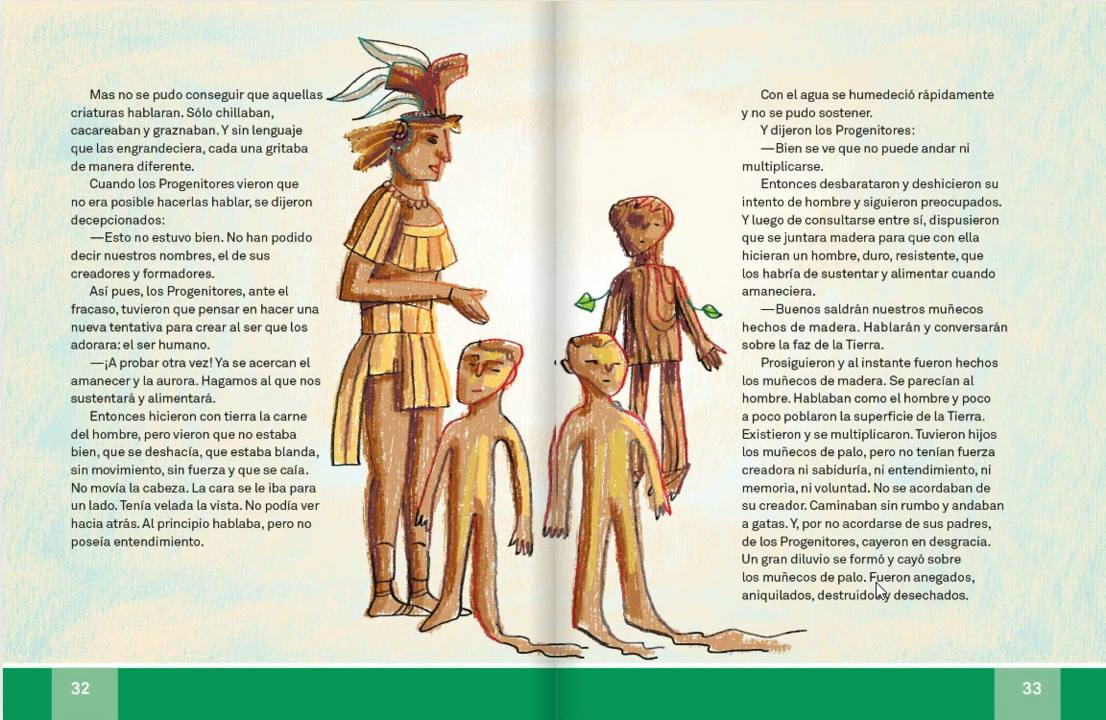 Mas no se pudo conseguir que aquellas
criaturas hablaran. Sólo chillaban,
cacareaban y graznaban. Y sin lenguaje
que las engrandeciera, cada una gritaba
de manera diferente.
Cuando los Progenitores vieron que
no era posible hacerlas hablar, se dijeron
decepcionados:
—Esto no estuvo bien. No han podido
decir nuestros nombres, el de sus
creadores y formadores.
Así pues, los Progenitores, ante el
fracaso, tuvieron que pensar en hacer una
nueva tentativa para crear al ser que los
adorara: el ser humano.
—¡A probar otra vez! Ya se acercan el
amanecer y la aurora. Hagamos al que nos
sustentará y alimentará.
Entonces hicieron con tierra la carne
del hombre, pero vieron que no estaba
bien, que se deshacía, que estaba blanda,
sin movimiento, sin fuerza y que se caía.
No movía la cabeza. La cara se le iba para
un lado. Tenía velada la vista. No podía ver
hacia atrás. Al principio hablaba, pero no
poseía entendimiento.
32
Con el agua se humedeció rápidamente
y no se pudo sostener.
Y dijeron los Progenitores:
—Bien se ve que no puede andar ni
multiplicarse.
Entonces desbarataron y deshicieron su
intento de hombre y siguieron preocupados.
Y luego de consultarse entre sí, dispusieron
que se juntara madera para que con ella
hicieran un hombre, duro, resistente, que
los habría de sustentar y alimentar cuando
amaneciera.
—Buenos saldrán nuestros muñecos
hechos de madera. Hablarán y conversarán
sobre la faz de la Tierra.
Prosiguieron y al instante fueron hechos
los muñecos de madera. Se parecían al
hombre. Hablaban como el hombre y poco
a poco poblaron la superficie de la Tierra.
Existieron y se multiplicaron. Tuvieron hijos
los muñecos de palo, pero no tenían fuerza
creadora ni sabiduría, ni entendimiento, ni
memoria, ni voluntad. No se acordaban de
su creador. Caminaban sin rumbo y andaban
a gatas. Y, por no acordarse de sus padres,
de los Progenitores, cayeron en desgracia.
Un gran diluvio se formó y cayó sobre
los muñecos de palo. Fueron anegados,
aniquilados, destruidos y desechados.
33